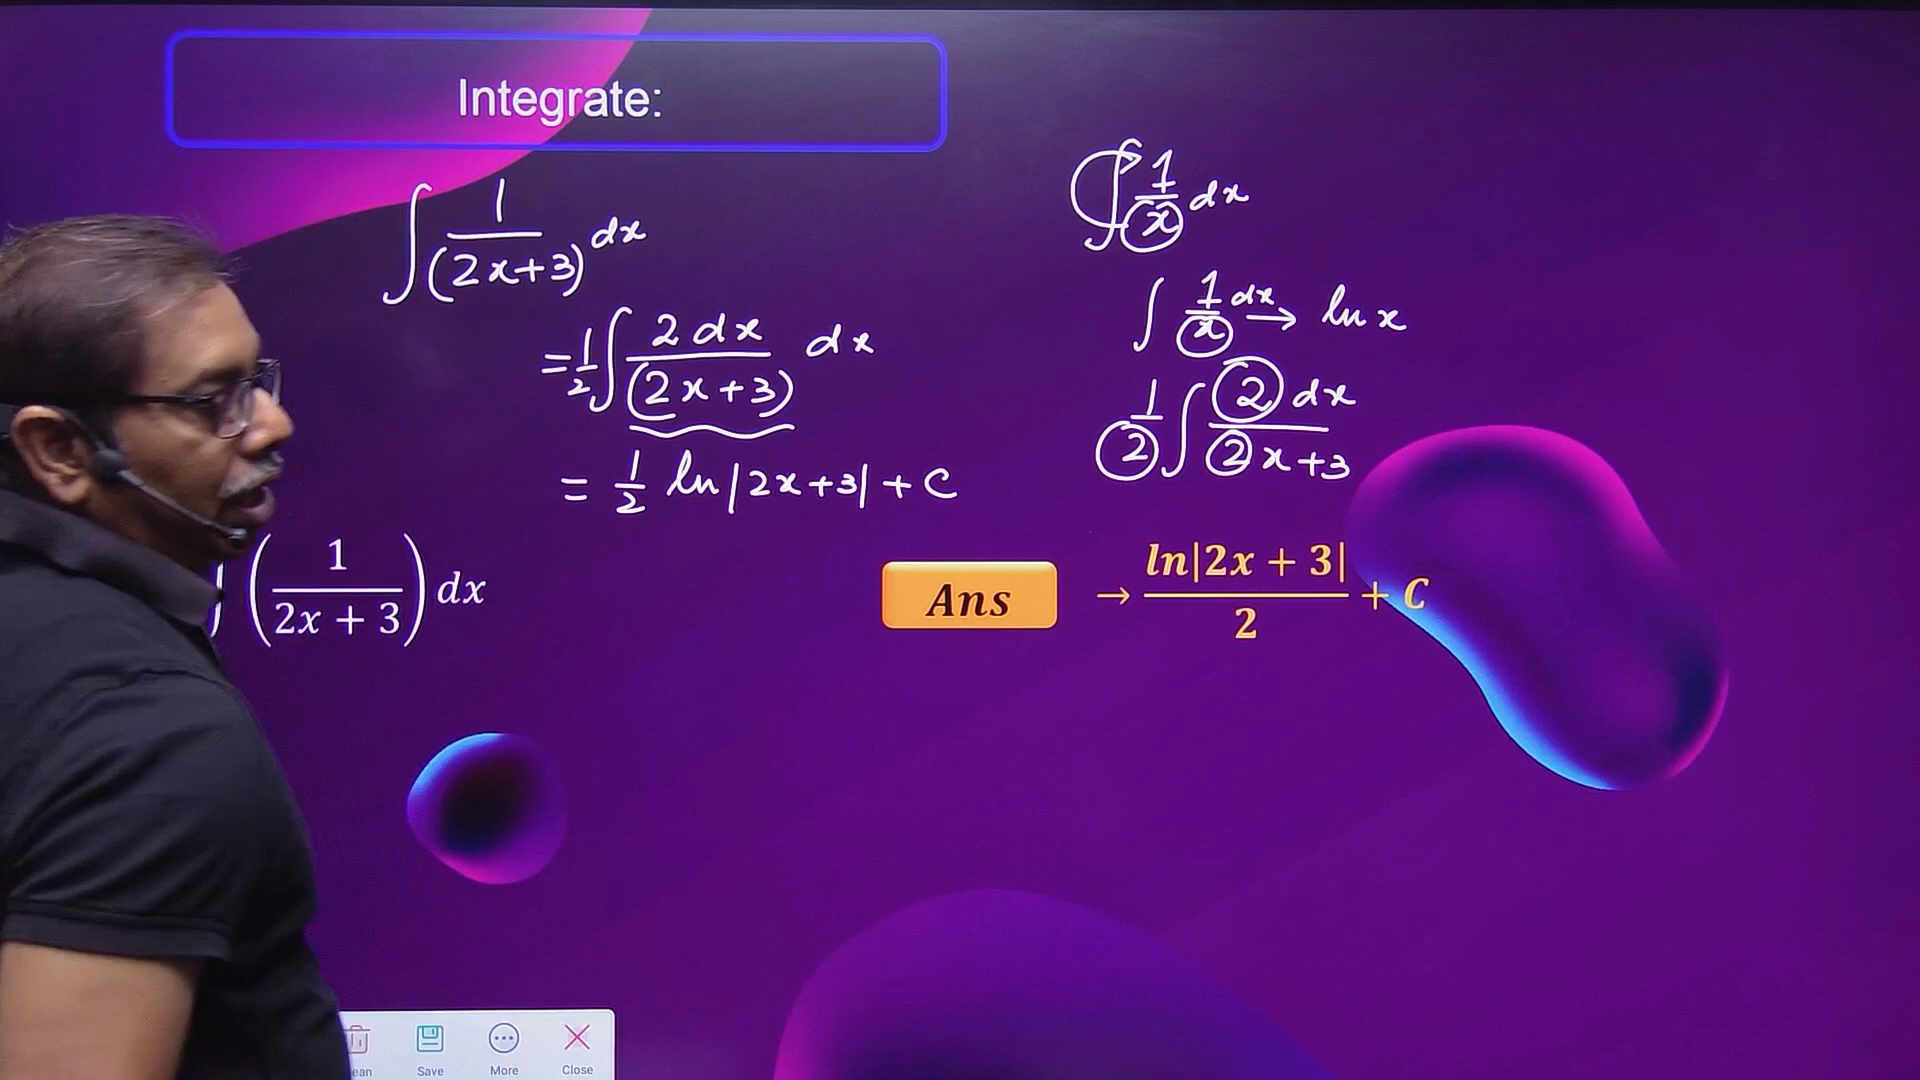 Integrate:
∫ 1/(2x+3) dx
= 1/2 ∫ 2 dx/(2x+3) dx
= 1/2 ln|2x+3| + C
∫ (1/(2x + 3)) dx
∫ 1/x dx
∫ 1/x dx → ln x
1/2 ∫ 2 dx/2x+3
Ans → ln|2x + 3|/2 + C
Save More Close